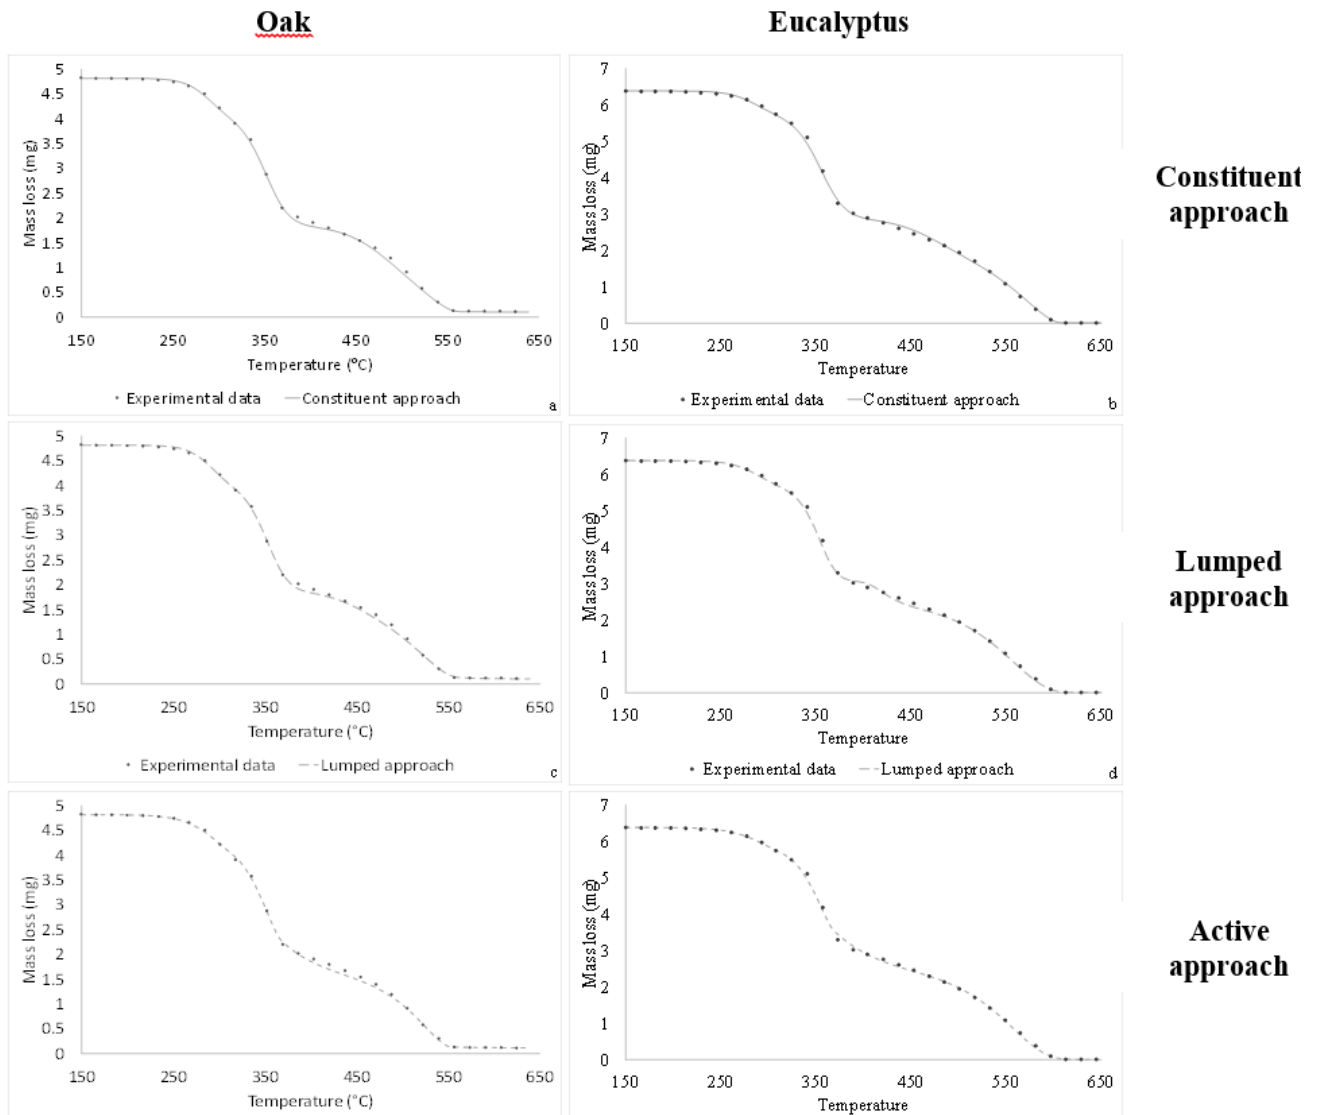 Oak
Eucalyptus
5
4.5
4
3.5
3
2.5
2
1.5
1
0.5
0
Mass loss (mg)
150 250 350 450 550 650
Temperature (°C)
Experimental data Constituent approach
a
7
6
5
4
3
2
1
0
Mass loss (mg)
150 250 350 450 550 650
Temperature
Experimental data Constituent approach
b
Constituent
approach
5
4.5
4
3.5
3
2.5
2
1.5
1
0.5
0
Mass loss (mg)
150 250 350 450 550 650
Temperature (°C)
Experimental data Lumped approach
c
7
6
5
4
3
2
1
0
Mass loss (mg)
150 250 350 450 550 650
Temperature
Experimental data Lumped approach
d
Lumped
approach
5
4.5
4
3.5
3
2.5
2
1.5
1
0.5
0
Mass loss (mg)
150 250 350 450 550 650
Temperature (°C)
7
6
5
4
3
2
1
0
Mass loss (mg)
150 250 350 450 550 650
Temperature
Active
approach